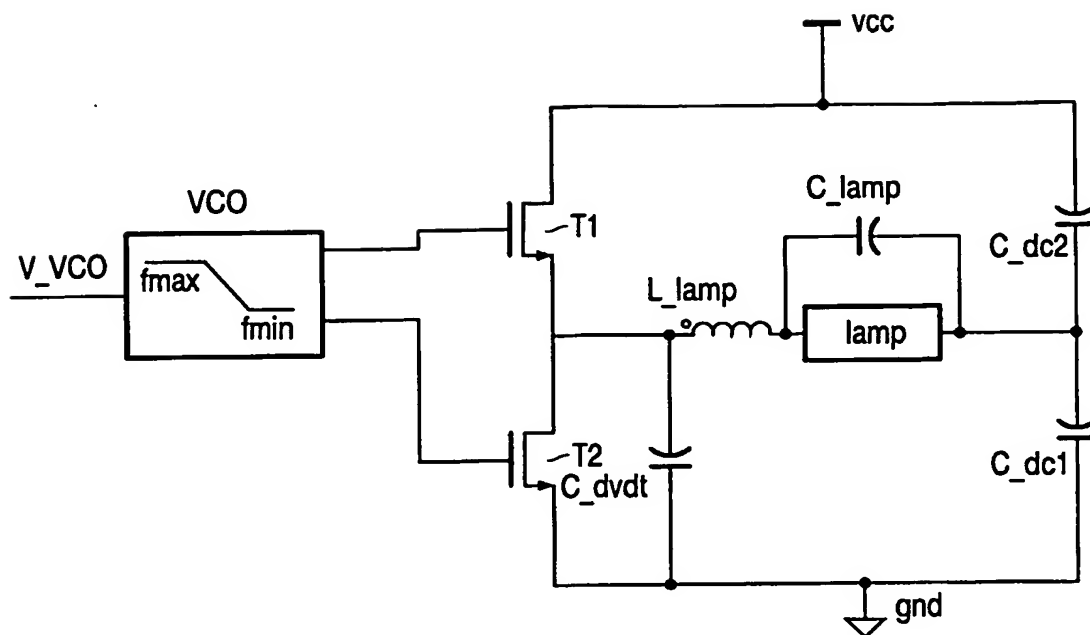 vcc
VCO
C_lamp
T1
V_VCO
fmax
fmin
L_lamp
C_dc2
lamp
T2
C_dvdt
C_dc1
gnd